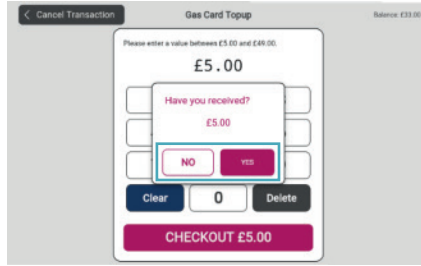 Cancel Transaction
Gas Card Topup
Balance: £33.00
Please enter a value between £5.00 and £49.00.
£5.00
Have you received?
£5.00
NO
YES
Clear
0
Delete
CHECKOUT £5.00